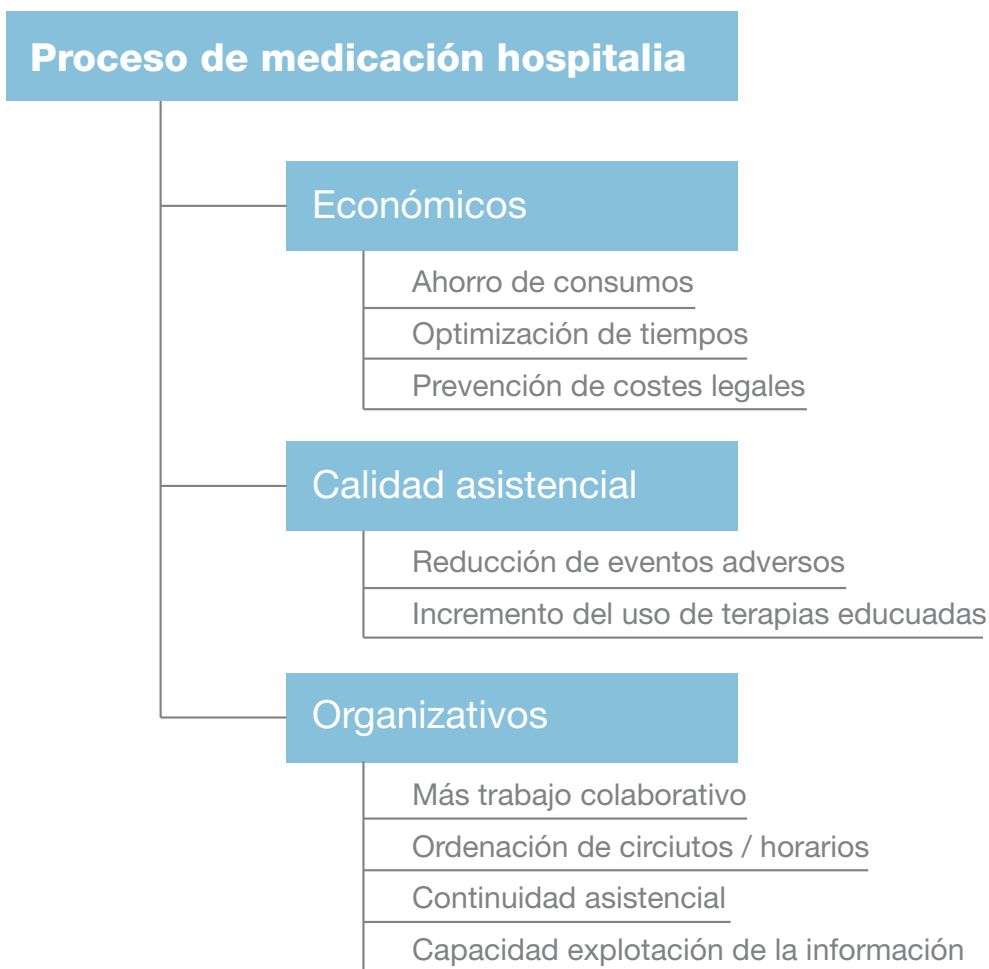 Proceso de medicación hospitalia
Económicos
Ahorro de consumos
Optimización de tiempos
Prevención de costes legales
Calidad asistencial
Reducción de eventos adversos
Incremento del uso de terapias educuadas
Organizativos
Más trabajo colaborativo
Ordenación de circiutos / horarios
Continuidad asistencial
Capacidad explotación de la información